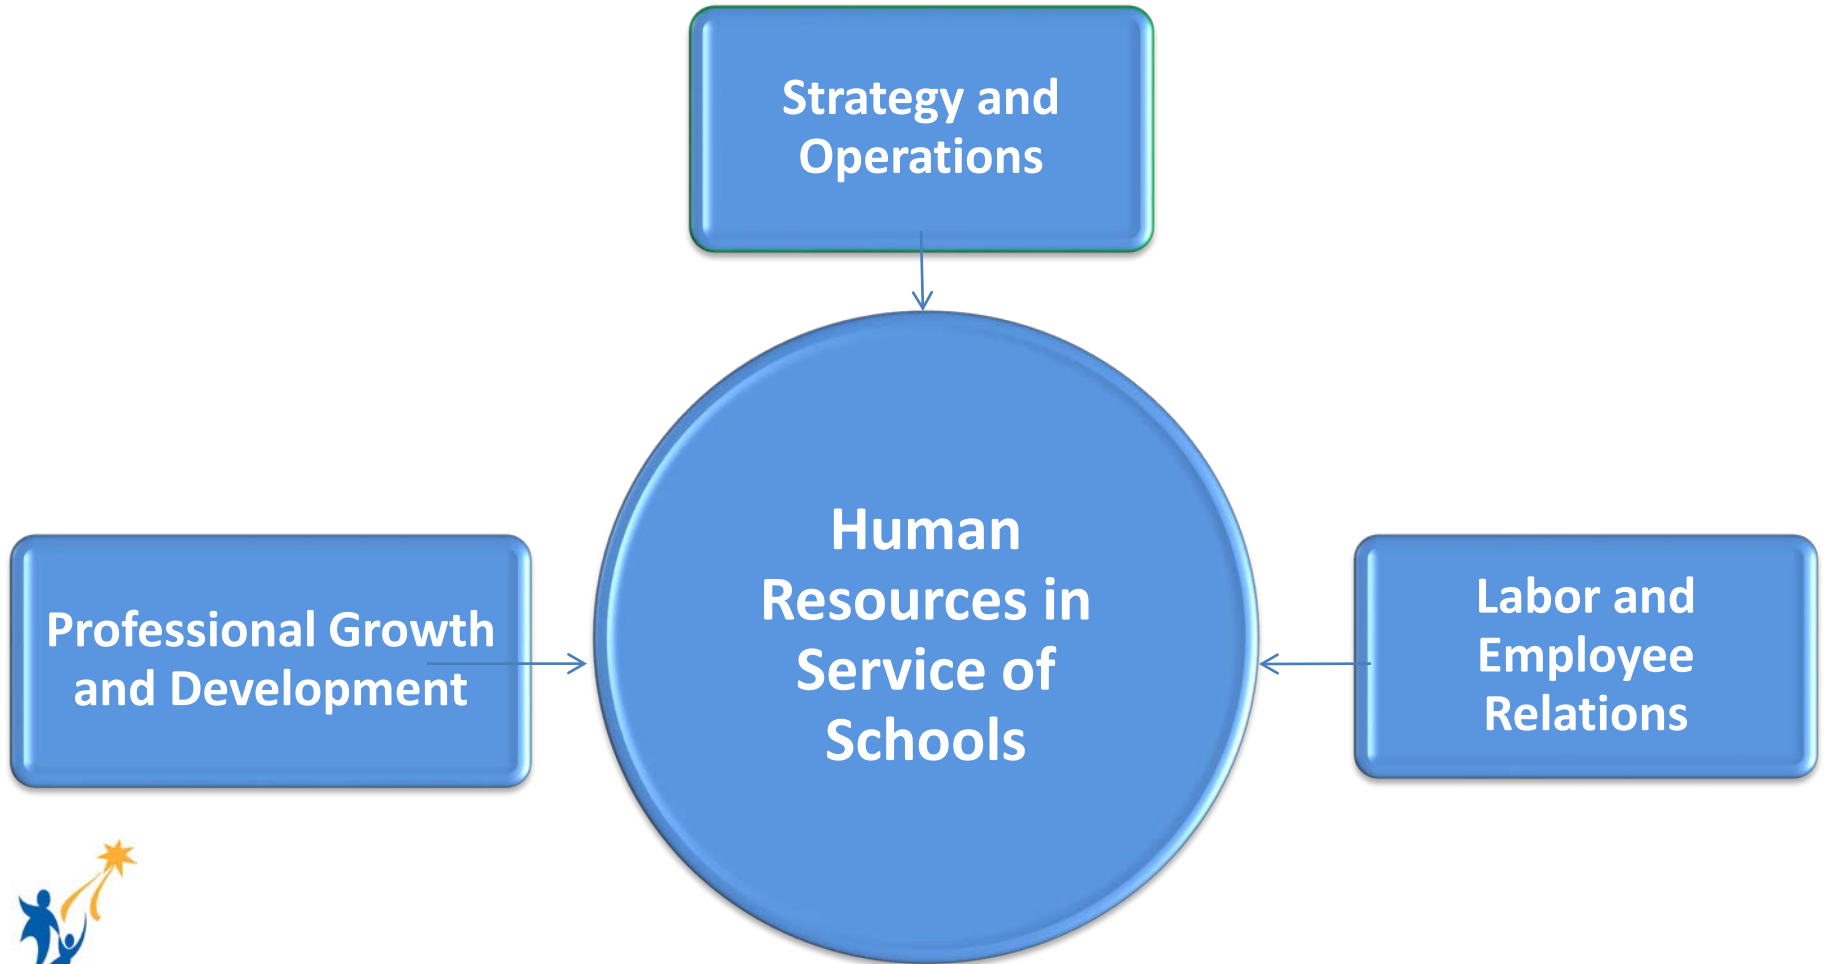 Strategy and
Operations
Professional Growth
and Development
Human
Resources in
Service of
Schools
Labor and
Employee
Relations